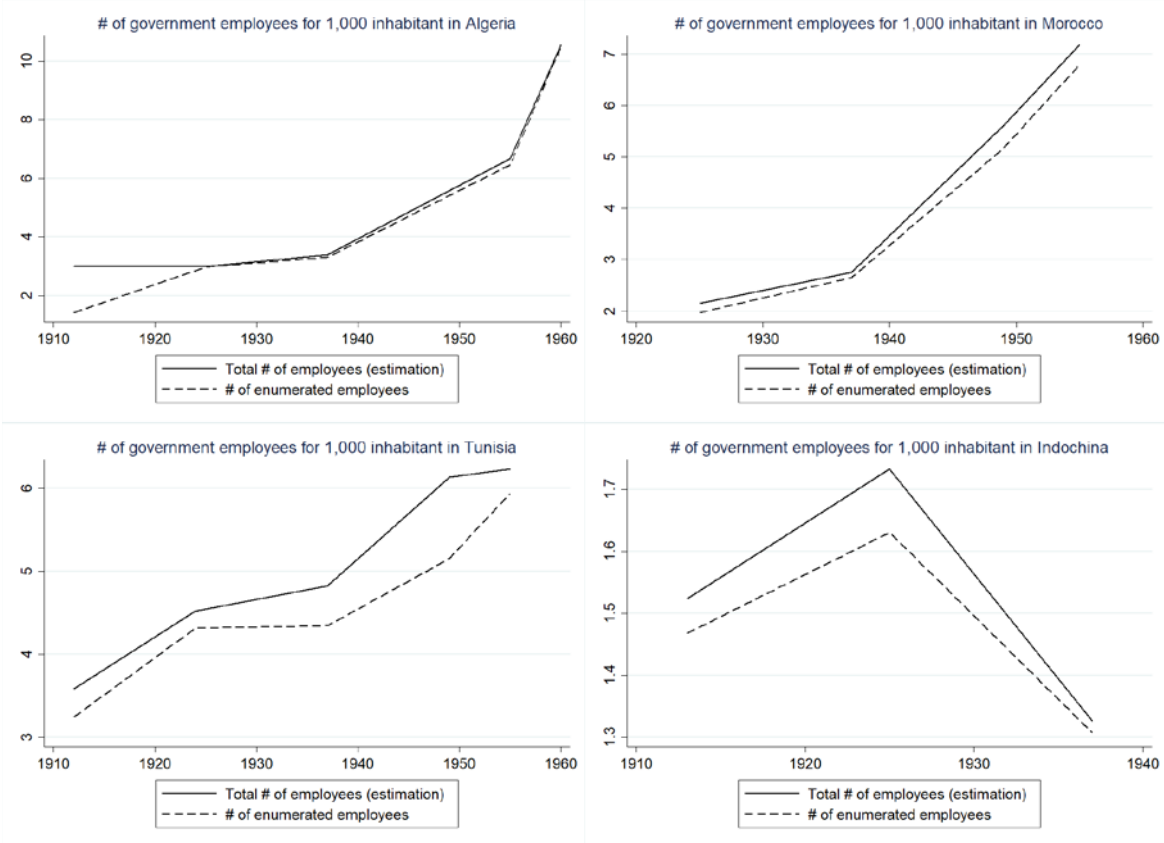 # of government employees for 1,000 inhabitant in Algeria
10
8
6
4
2
1910 1920 1930 1940 1950 1960
Total # of employees (estimation)
# of enumerated employees
# of government employees for 1,000 inhabitant in Morocco
7
6
5
4
3
2
1920 1930 1940 1950 1960
Total # of employees (estimation)
# of enumerated employees
# of government employees for 1,000 inhabitant in Tunisia
6
5
4
3
1910 1920 1930 1940 1950 1960
Total # of employees (estimation)
# of enumerated employees
# of government employees for 1,000 inhabitant in Indochina
1.7
1.6
1.5
1.4
1.3
1910 1920 1930 1940
Total # of employees (estimation)
# of enumerated employees